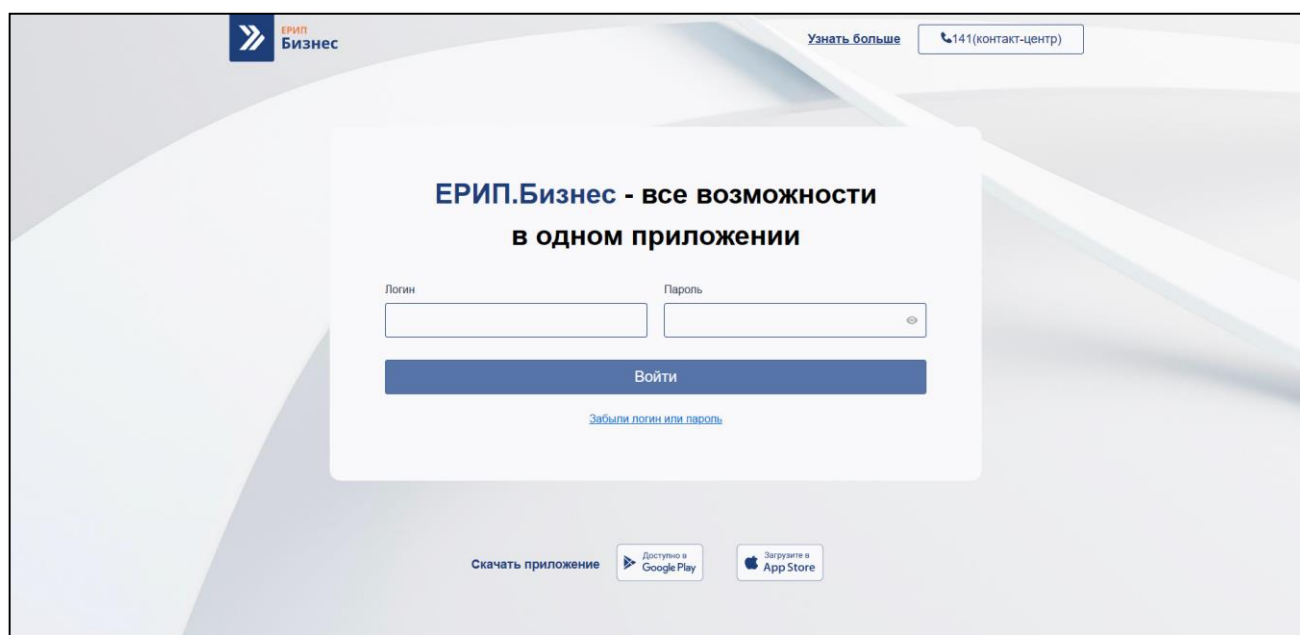 ЕРИП
Бизнес
Узнать больше
141(контакт-центр)
ЕРИП.Бизнес - все возможности
в одном приложении
Логин
Пароль
Войти
Забыли логин или пароль
Скачать приложение
Доступно в
Google Play
Загрузите в
App Store